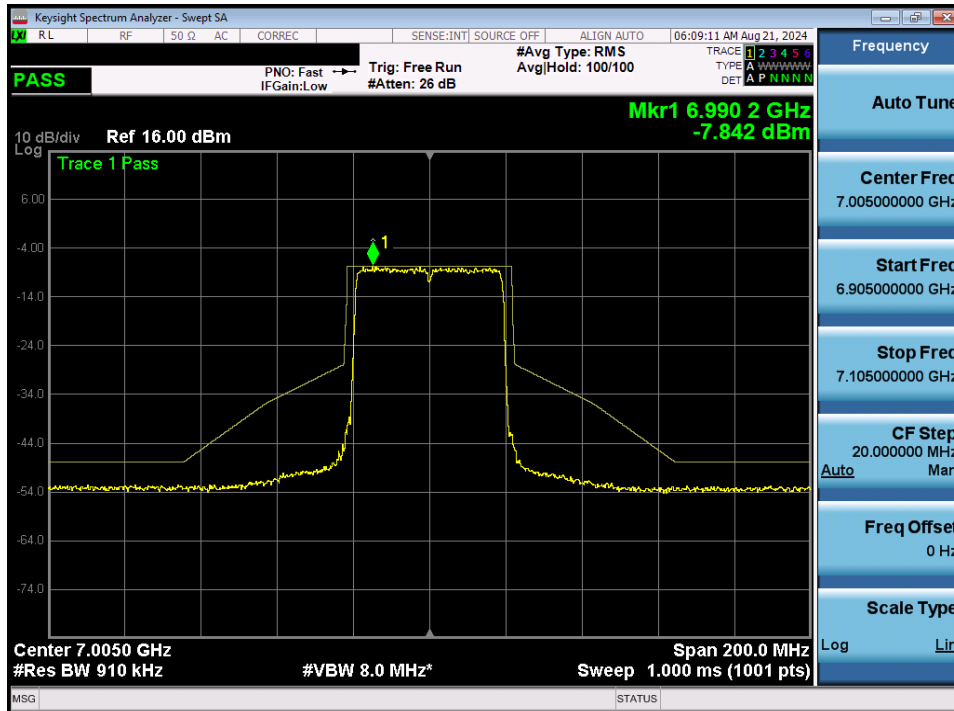 Keysight Spectrum Analyzer - Swept SA
LXI RL RF 50 Ω AC CORREC SENSE:INT SOURCE OFF ALIGN AUTO 06:09:11 AM Aug 21, 2024
PASS
PNO: Fast
IFGain:Low
Trig: Free Run
#Atten: 26 dB
#Avg Type: RMS
Avg|Hold: 100/100
TRACE 1 2 3 4 5 6
TYPE A WWWWW
DET A P N N N N
Mkr1 6.990 2 GHz
-7.842 dBm
10 dB/div Ref 16.00 dBm
Log
Trace 1 Pass
1
6.00
-4.00
-14.0
-24.0
-34.0
-44.0
-54.0
-64.0
-74.0
Center 7.0050 GHz Span 200.0 MHz
#Res BW 910 kHz #VBW 8.0 MHz* Sweep 1.000 ms (1001 pts)
MSG STATUS
Frequency
Auto Tune
Center Freq
7.005000000 GHz
Start Freq
6.905000000 GHz
Stop Freq
7.105000000 GHz
CF Step
20.000000 MHz
Auto Man
Freq Offset
0 Hz
Scale Type
Log Lin